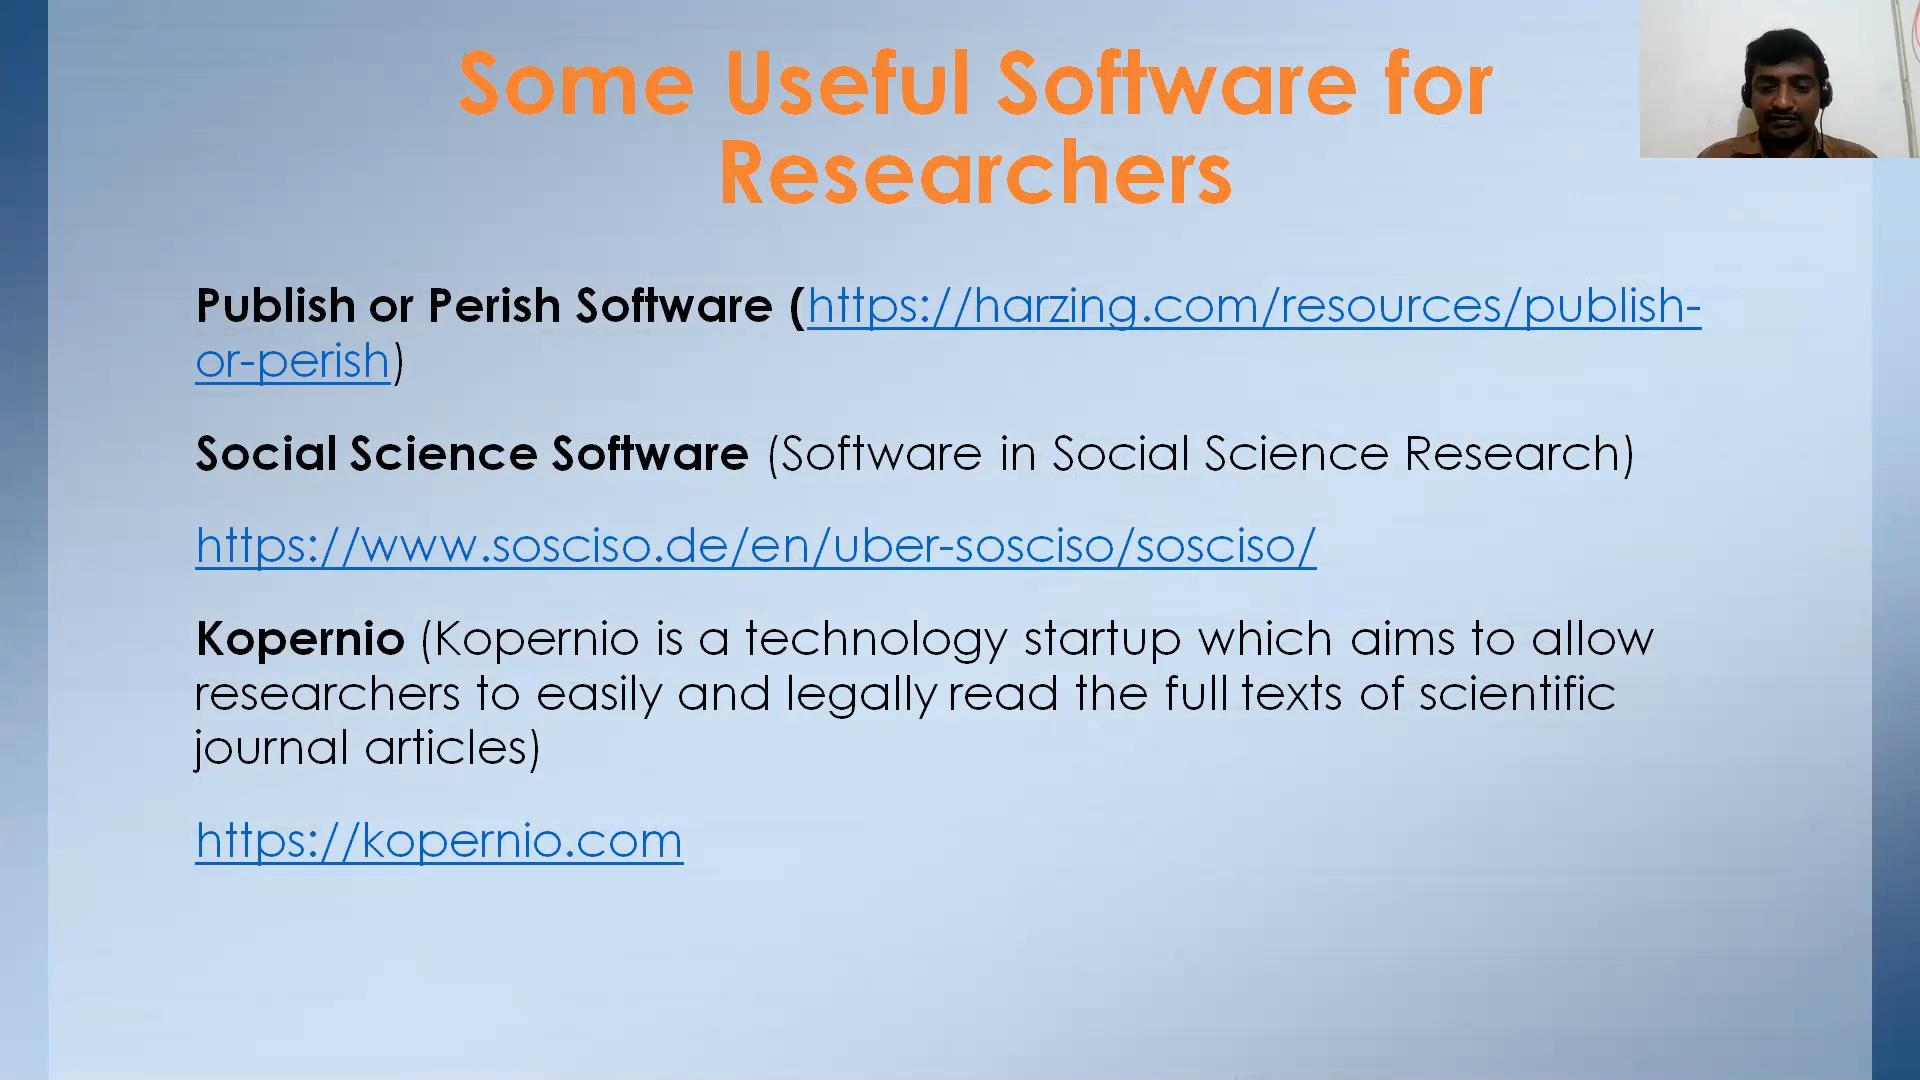 Some Useful Software for
Researchers
Publish or Perish Software (https://harzing.com/resources/publish-
or-perish)
Social Science Software (Software in Social Science Research)
https://www.sosciso.de/en/uber-sosciso/sosciso/
Kopernio (Kopernio is a technology startup which aims to allow
researchers to easily and legally read the full texts of scientific
journal articles)
https://kopernio.com